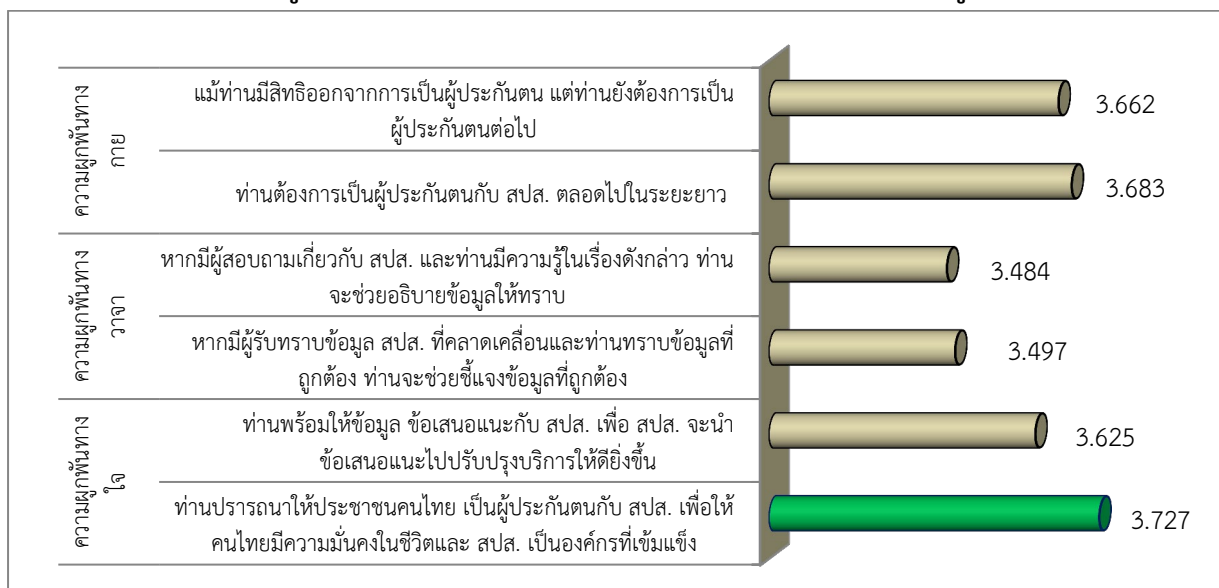 ความผูกพันทาง
กาย
แม้ท่านมีสิทธิออกจากการเป็นผู้ประกันตน แต่ท่านยังต้องการเป็น
ผู้ประกันตนต่อไป
3.662
ท่านต้องการเป็นผู้ประกันตนกับ สปส. ตลอดไปในระยะยาว
3.683
ความผูกพันทาง
วาจา
หากมีผู้สอบถามเกี่ยวกับ สปส. และท่านมีความรู้ในเรื่องดังกล่าว ท่าน
จะช่วยอธิบายข้อมูลให้ทราบ
3.484
หากมีผู้รับทราบข้อมูล สปส. ที่คลาดเคลื่อนและท่านทราบข้อมูลที่
ถูกต้อง ท่านจะช่วยชี้แจงข้อมูลที่ถูกต้อง
3.497
ความผูกพันทาง
ใจ
ท่านพร้อมให้ข้อมูล ข้อเสนอแนะกับ สปส. เพื่อ สปส. จะนำ
ข้อเสนอแนะไปปรับปรุงบริการให้ดียิ่งขึ้น
3.625
ท่านปรารถนาให้ประชาชนคนไทย เป็นผู้ประกันตนกับ สปส. เพื่อให้
คนไทยมีความมั่นคงในชีวิตและ สปส. เป็นองค์กรที่เข้มแข็ง
3.727